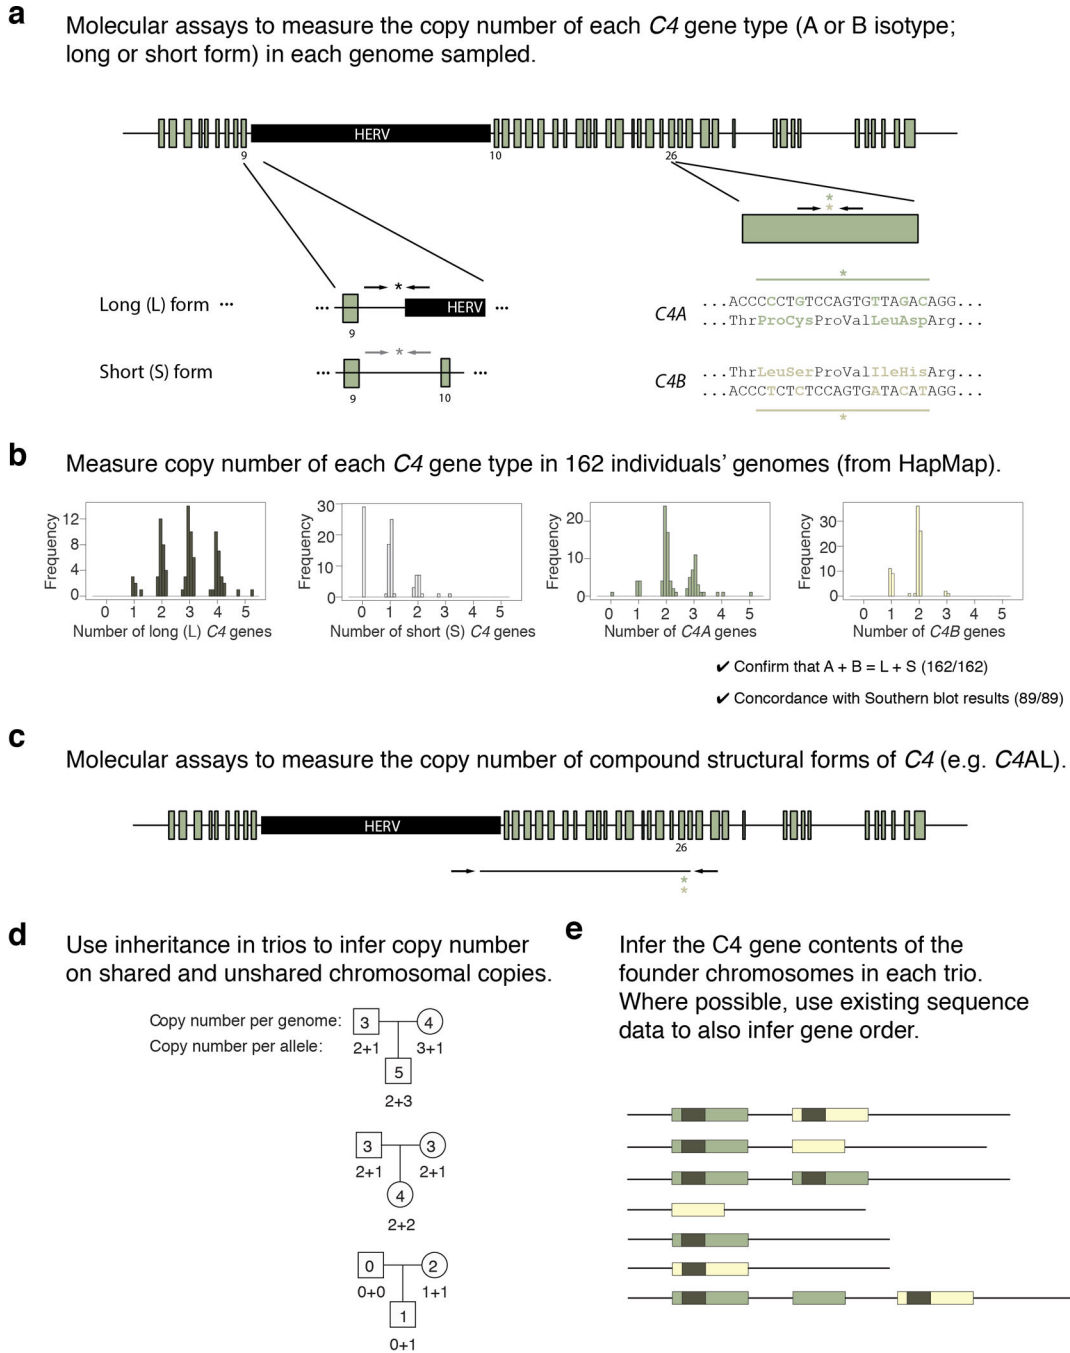 a
Molecular assays to measure the copy number of each C4 gene type (A or B isotype;
long or short form) in each genome sampled.
HERV
9
10
26
*
*
Long (L) form ...
... * HERV ...
9
Short (S) form
... * ...
9 10
*
C4A
...ACCCCCTGTCCAGTGTTAGACAGG...
...ThrProCysProValLeuAspArg...
C4B
...ThrLeuSerProValIleHisArg...
...ACCCTCTCTCCAGTGATACATAGG...
*
b
Measure copy number of each C4 gene type in 162 individuals' genomes (from HapMap).
Frequency
12
8
4
0
0 1 2 3 4 5
Number of long (L) C4 genes
Frequency
30
20
10
0
0 1 2 3 4 5
Number of short (S) C4 genes
Frequency
20
10
0
0 1 2 3 4 5
Number of C4A genes
Frequency
30
20
10
0
0 1 2 3 4 5
Number of C4B genes
✔ Confirm that A + B = L + S (162/162)
✔ Concordance with Southern blot results (89/89)
c
Molecular assays to measure the copy number of compound structural forms of C4 (e.g. C4AL).
HERV
26
*
*
d
Use inheritance in trios to infer copy number
on shared and unshared chromosomal copies.
Copy number per genome: 3 4
Copy number per allele: 2+1 3+1
5
2+3
3 3
2+1 2+1
4
2+2
0 2
0+0 1+1
1
0+1
e
Infer the C4 gene contents of the
founder chromosomes in each trio.
Where possible, use existing sequence
data to also infer gene order.